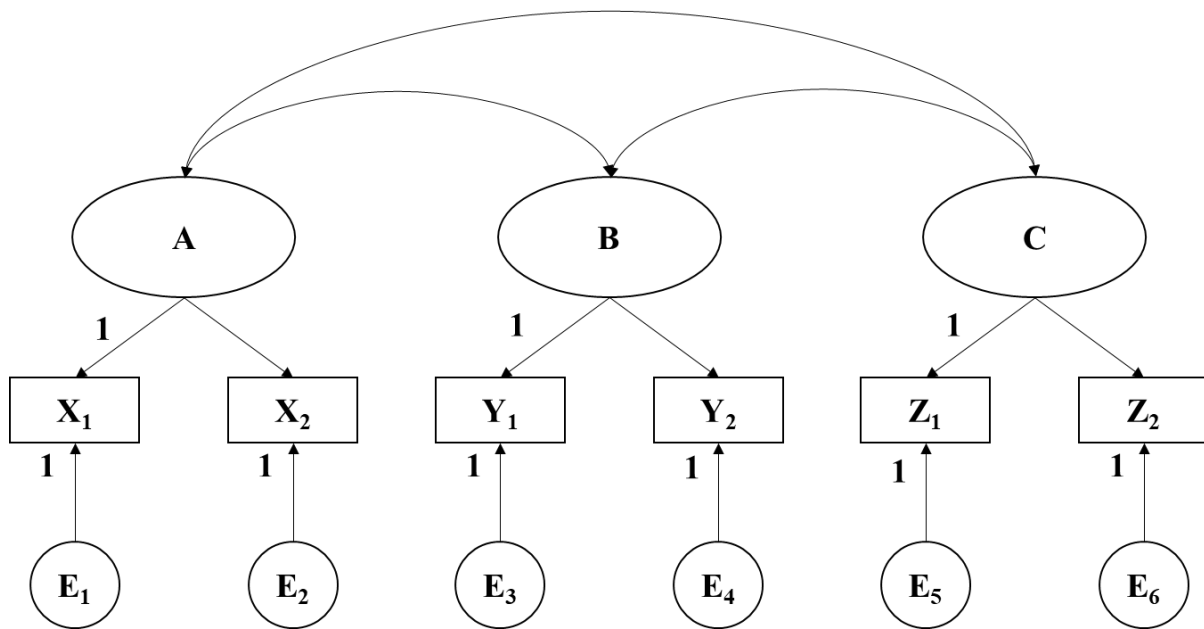 A B C
1 1 1
X₁ X₂ Y₁ Y₂ Z₁ Z₂
1 1 1 1 1 1
E₁ E₂ E₃ E₄ E₅ E₆